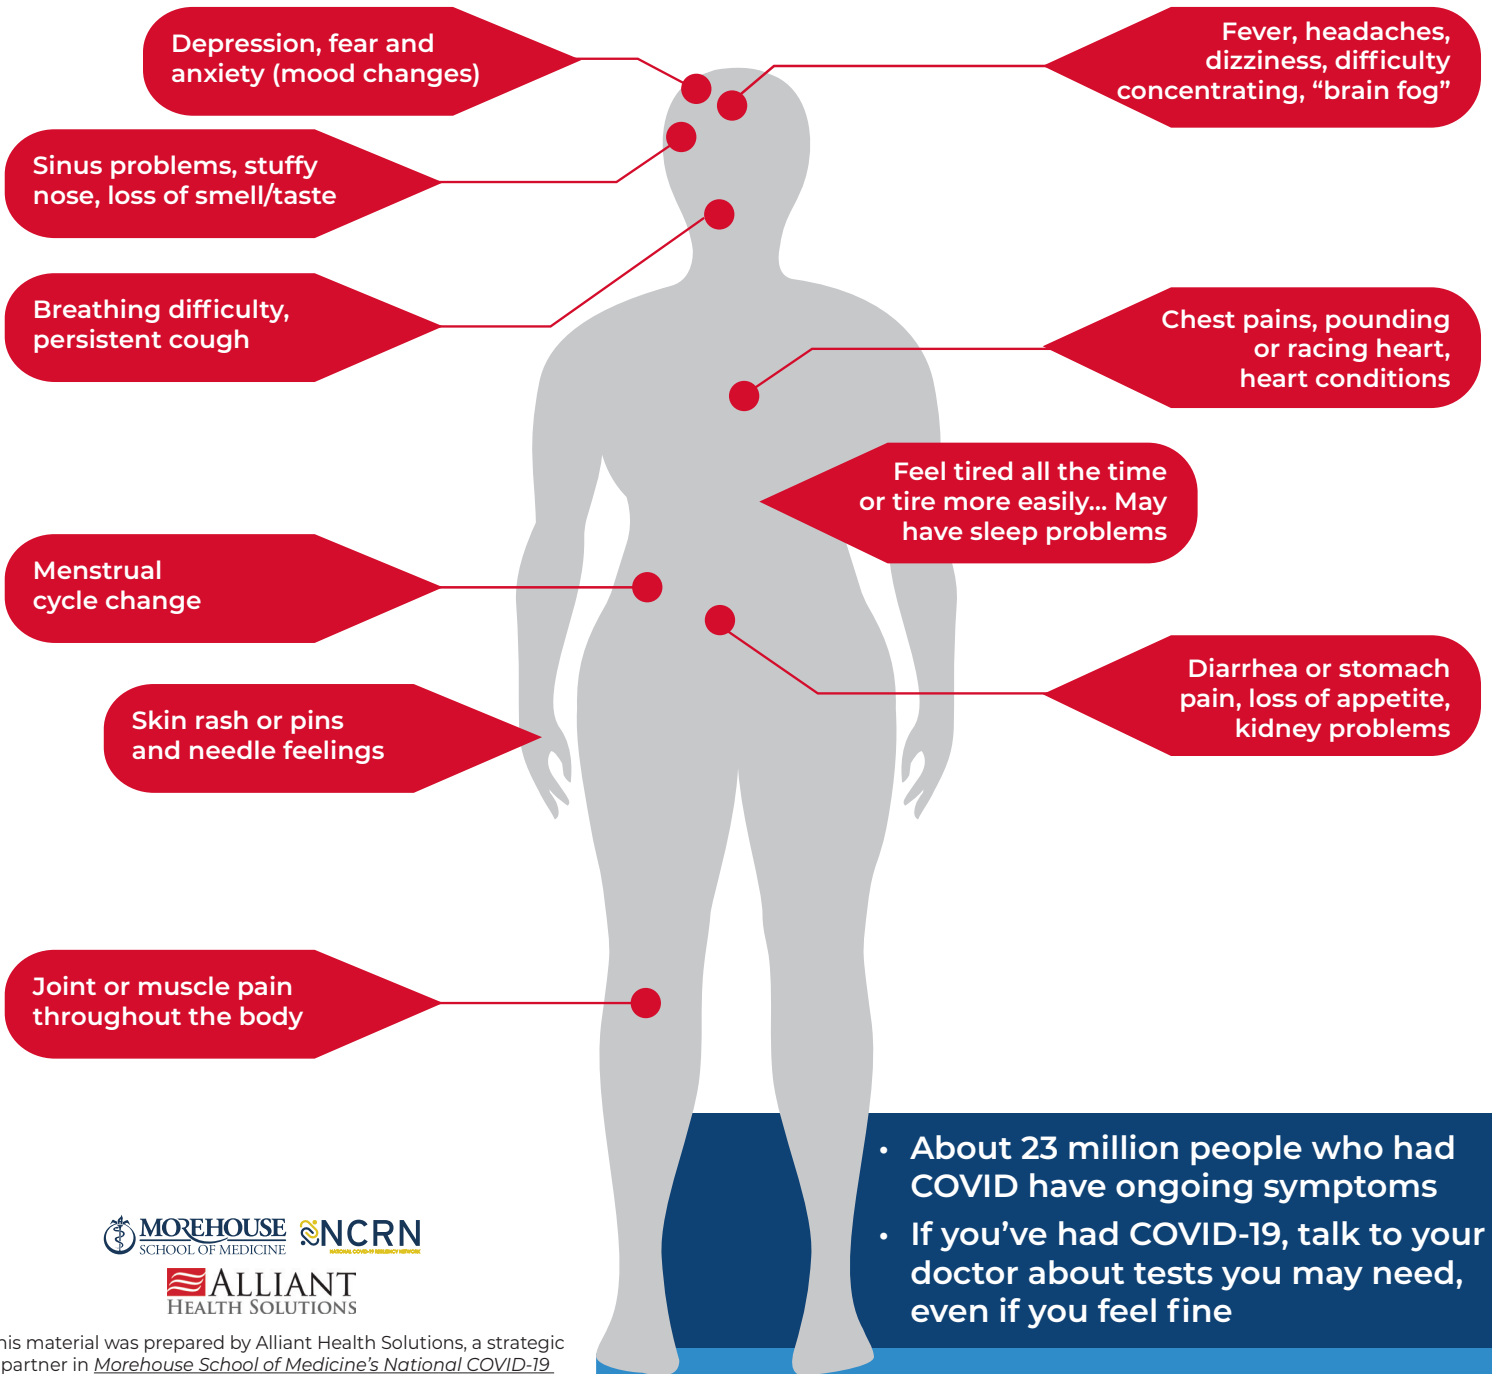 Depression, fear and
anxiety (mood changes)
Fever, headaches,
dizziness, difficulty
concentrating, “brain fog”
Sinus problems, stuffy
nose, loss of smell/taste
Breathing difficulty,
persistent cough
Chest pains, pounding
or racing heart,
heart conditions
Feel tired all the time
or tire more easily... May
have sleep problems
Menstrual
cycle change
Diarrhea or stomach
pain, loss of appetite,
kidney problems
Skin rash or pins
and needle feelings
Joint or muscle pain
throughout the body
• About 23 million people who had
COVID have ongoing symptoms
• If you’ve had COVID-19, talk to your
doctor about tests you may need,
even if you feel fine
MOREHOUSE
SCHOOL OF MEDICINE
NCRN
NATIONAL COVID-19 RESILIENCY NETWORK
ALLIANT
HEALTH SOLUTIONS
his material was prepared by Alliant Health Solutions, a strategic
partner in Morehouse School of Medicine’s National COVID-19